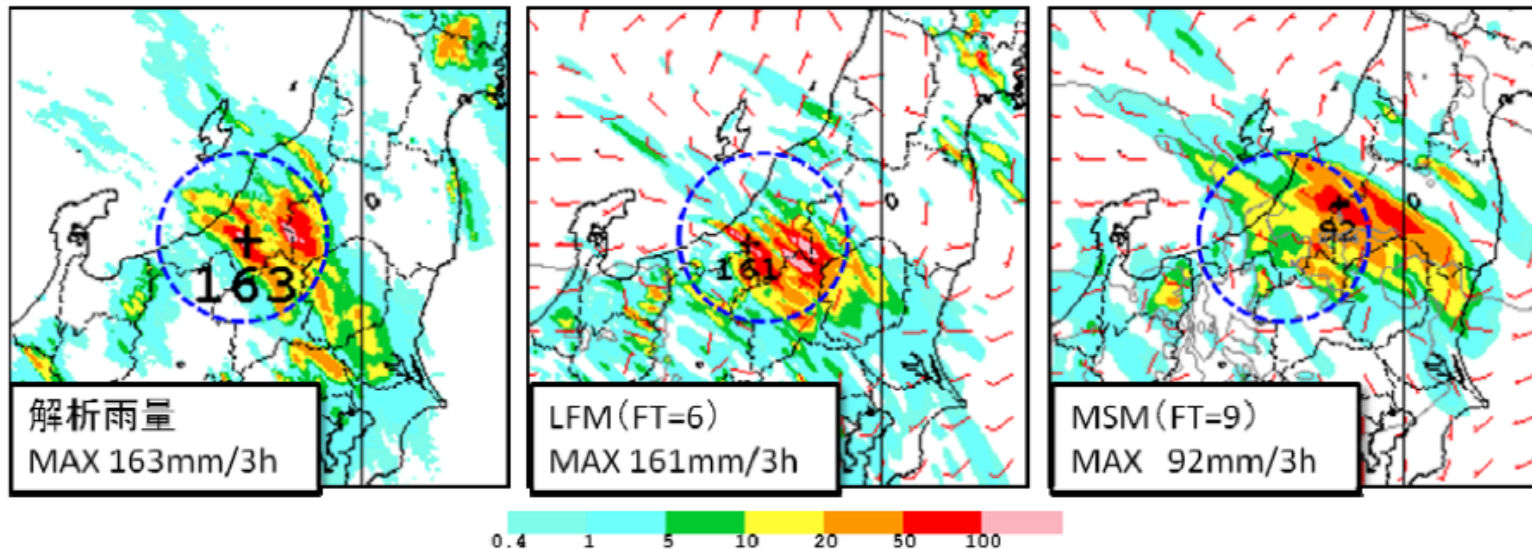 163
解析雨量
MAX 163mm/3h
161
LFM(FT=6)
MAX 161mm/3h
92
MSM(FT=9)
MAX 92mm/3h
0.4 1 5 10 20 50 100